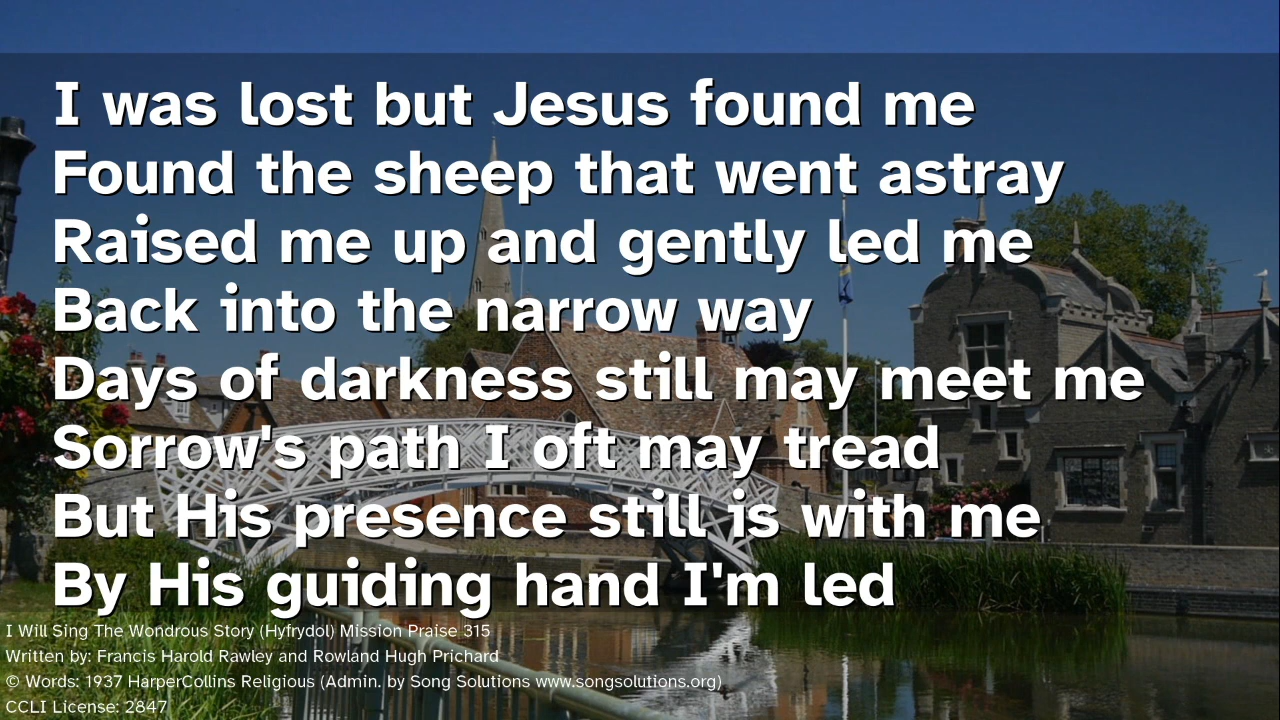 I was lost but Jesus found me
Found the sheep that went astray
Raised me up and gently led me
Back into the narrow way
Days of darkness still may meet me
Sorrow's path I oft may tread
But His presence still is with me
By His guiding hand I'm led
I Will Sing The Wondrous Story (Hyfrydol) Mission Praise 315
Written by: Francis Harold Rawley and Rowland Hugh Prichard
© Words: 1937 HarperCollins Religious (Admin. by Song Solutions www.songsolutions.org)
CCLI License: 2847